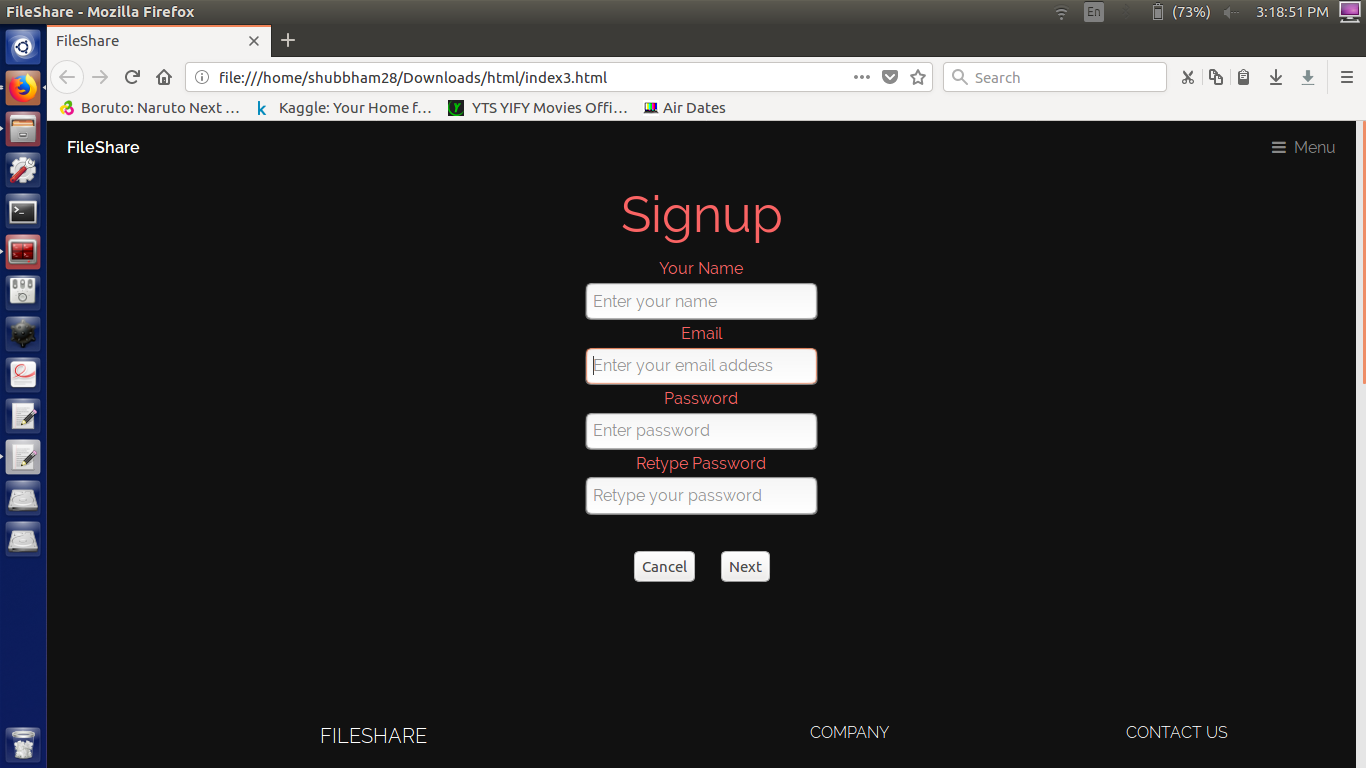 FileShare - Mozilla Firefox
En
(73%)
3:18:51 PM
FileShare
file:///home/shubbham28/Downloads/html/index3.html
Search
Boruto: Naruto Next ...
Kaggle: Your Home f...
YTS YIFY Movies Offi...
Air Dates
FileShare
Menu
Signup
Your Name
Enter your name
Email
Enter your email addess
Password
Enter password
Retype Password
Retype your password
Cancel
Next
FILESHARE
COMPANY
CONTACT US